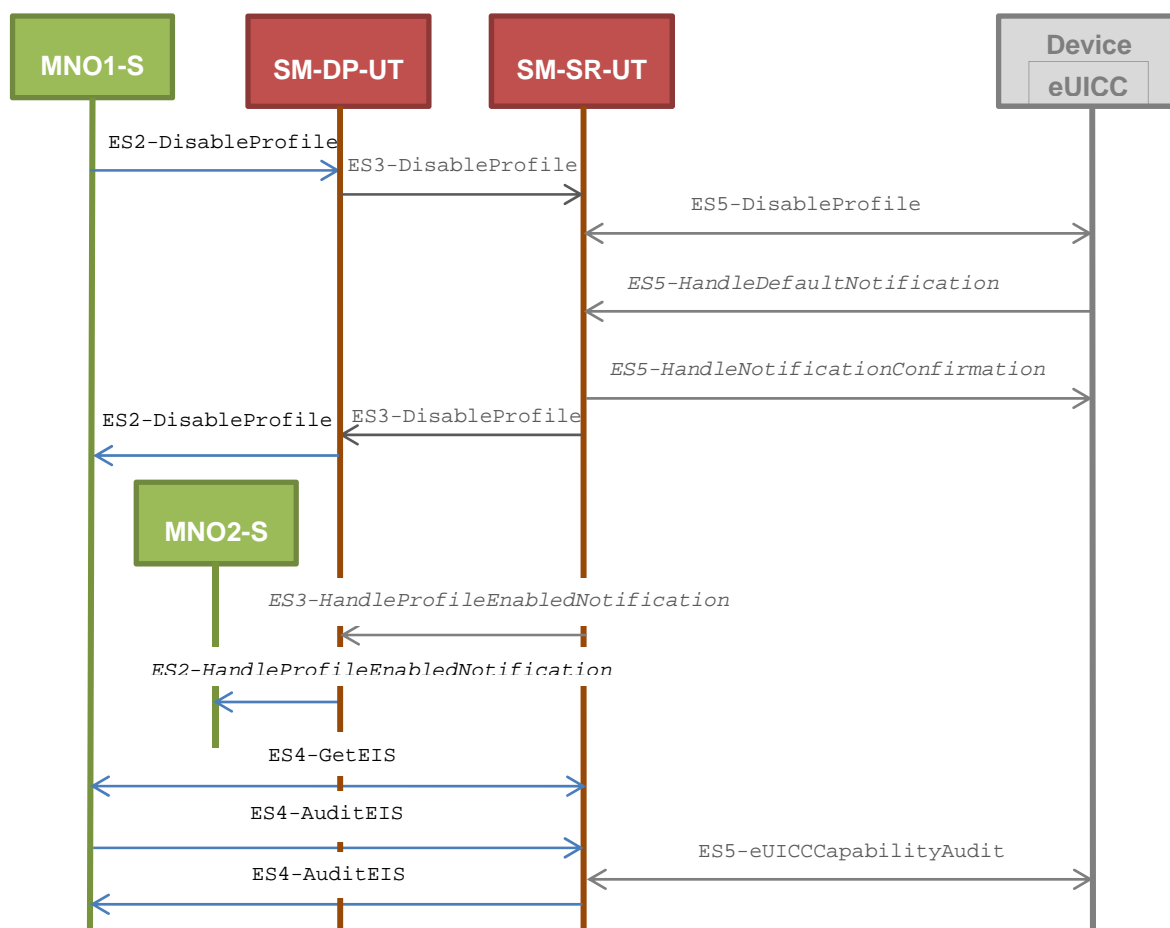 MNO1-S
SM-DP-UT
SM-SR-UT
Device
eUICC
ES2-DisableProfile
ES3-DisableProfile
ES5-DisableProfile
ES5-HandleDefaultNotification
ES5-HandleNotificationConfirmation
ES2-DisableProfile
ES3-DisableProfile
MNO2-S
ES3-HandleProfileEnabledNotification
ES2-HandleProfileEnabledNotification
ES4-GetEIS
ES4-AuditEIS
ES5-eUICCCapabilityAudit
ES4-AuditEIS